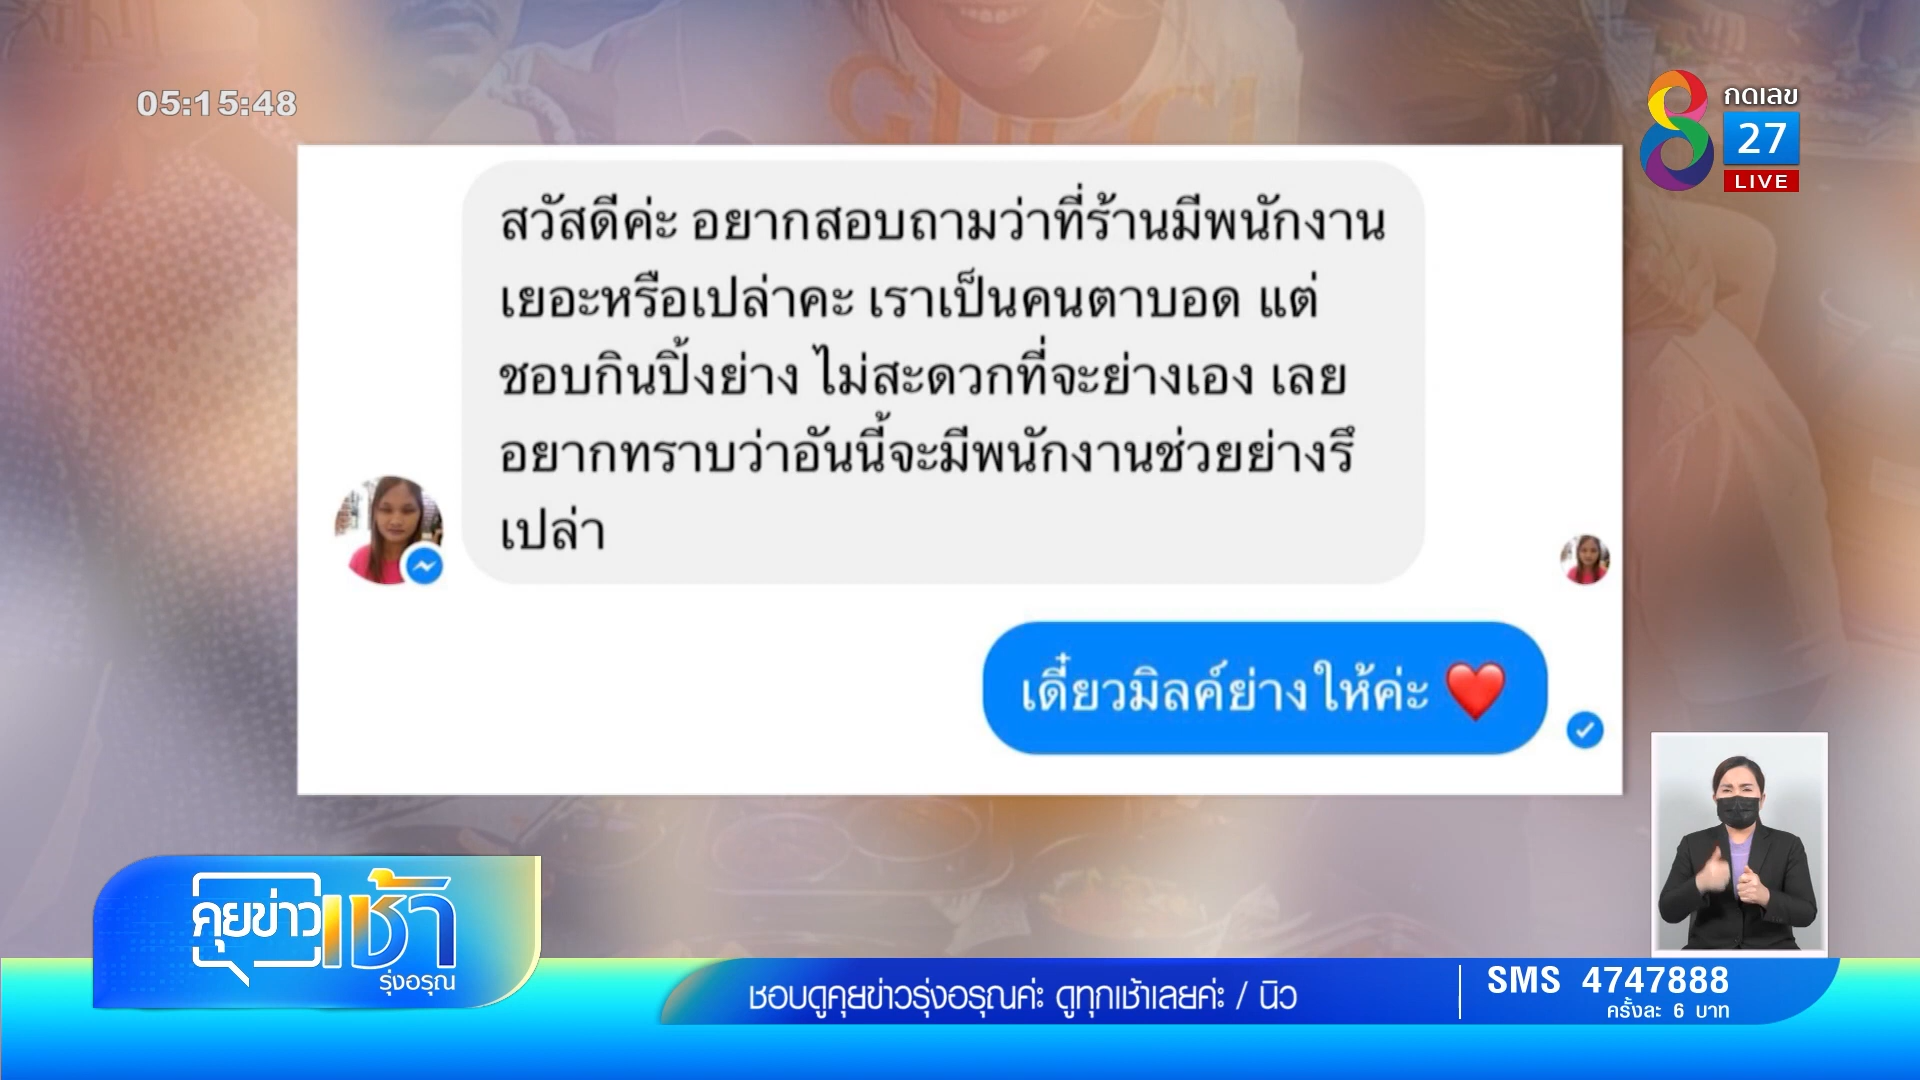 05:15:48
กดเลข
27
LIVE
GUCCI
สวัสดีค่ะ อยากสอบถามว่าที่ร้านมีพนักงาน
เยอะหรือเปล่าคะ เราเป็นคนตาบอด แต่
ชอบกินปิ้งย่าง ไม่สะดวกที่จะย่างเอง เลย
อยากทราบว่าอันนี้จะมีพนักงานช่วยย่างรึ
เปล่า
เดี๋ยวมิลค์ย่างให้ค่ะ ❤️
คุยข่าวเช้า
รุ่งอรุณ
ชอบดูคุยข่าวรุ่งอรุณค่ะ ดูทุกเช้าเลยค่ะ / นิว
SMS 4747888
ครั้งละ 6 บาท